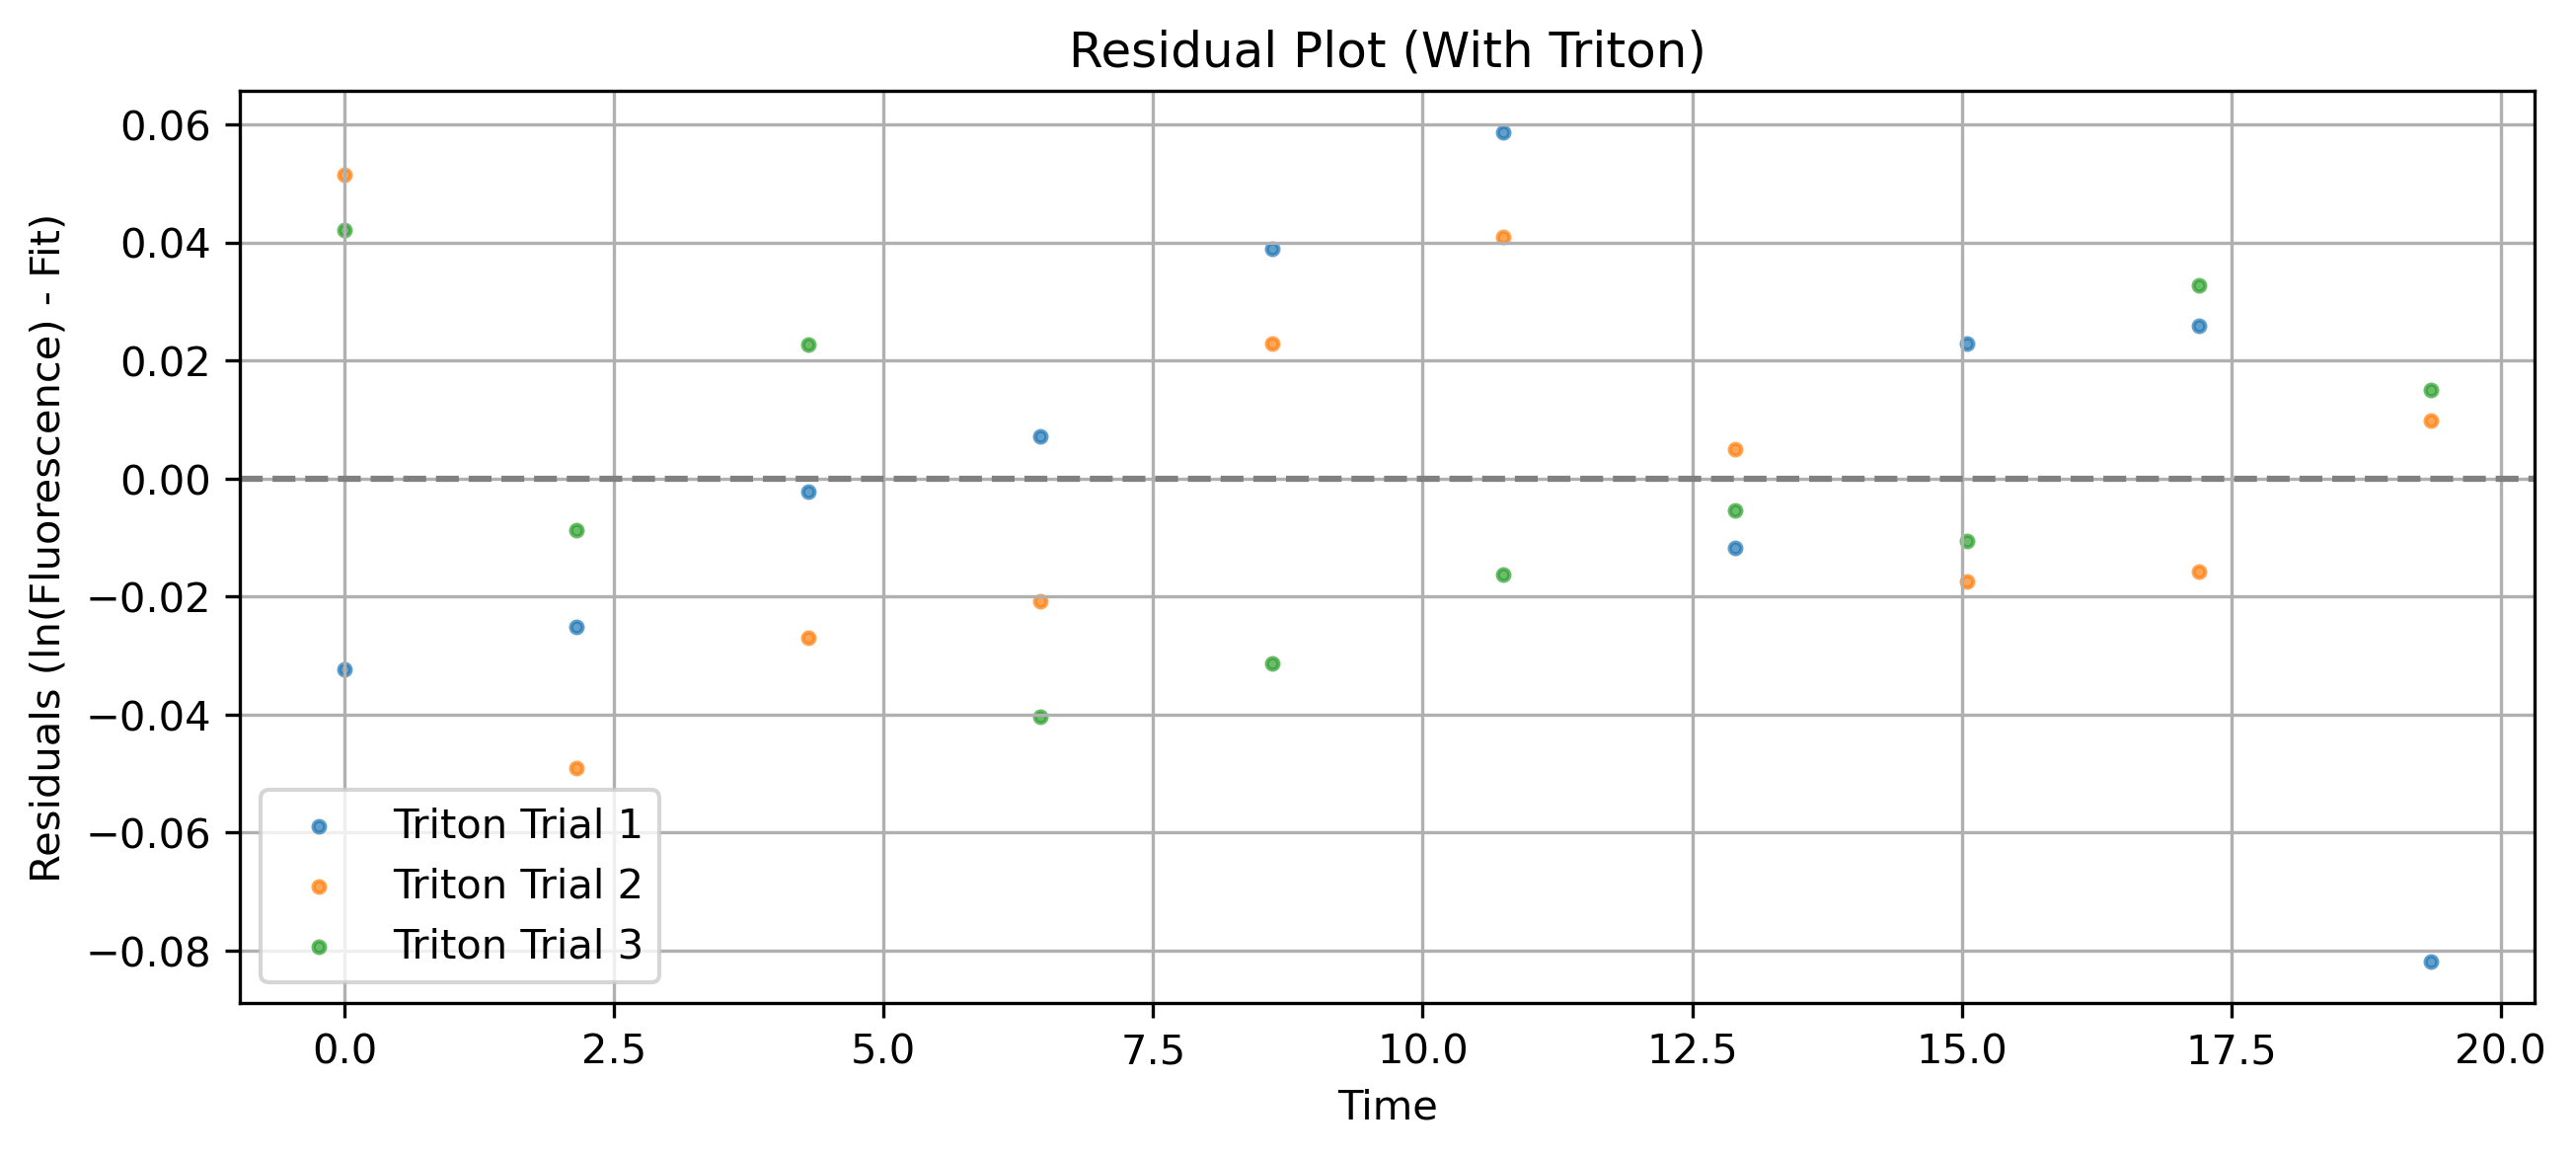 Residual Plot (With Triton)
Residuals (ln(Fluorescence) - Fit)
0.06
0.04
0.02
0.00
−0.02
−0.04
−0.06
−0.08
Triton Trial 1
Triton Trial 2
Triton Trial 3
0.0 2.5 5.0 7.5 10.0 12.5 15.0 17.5 20.0
Time